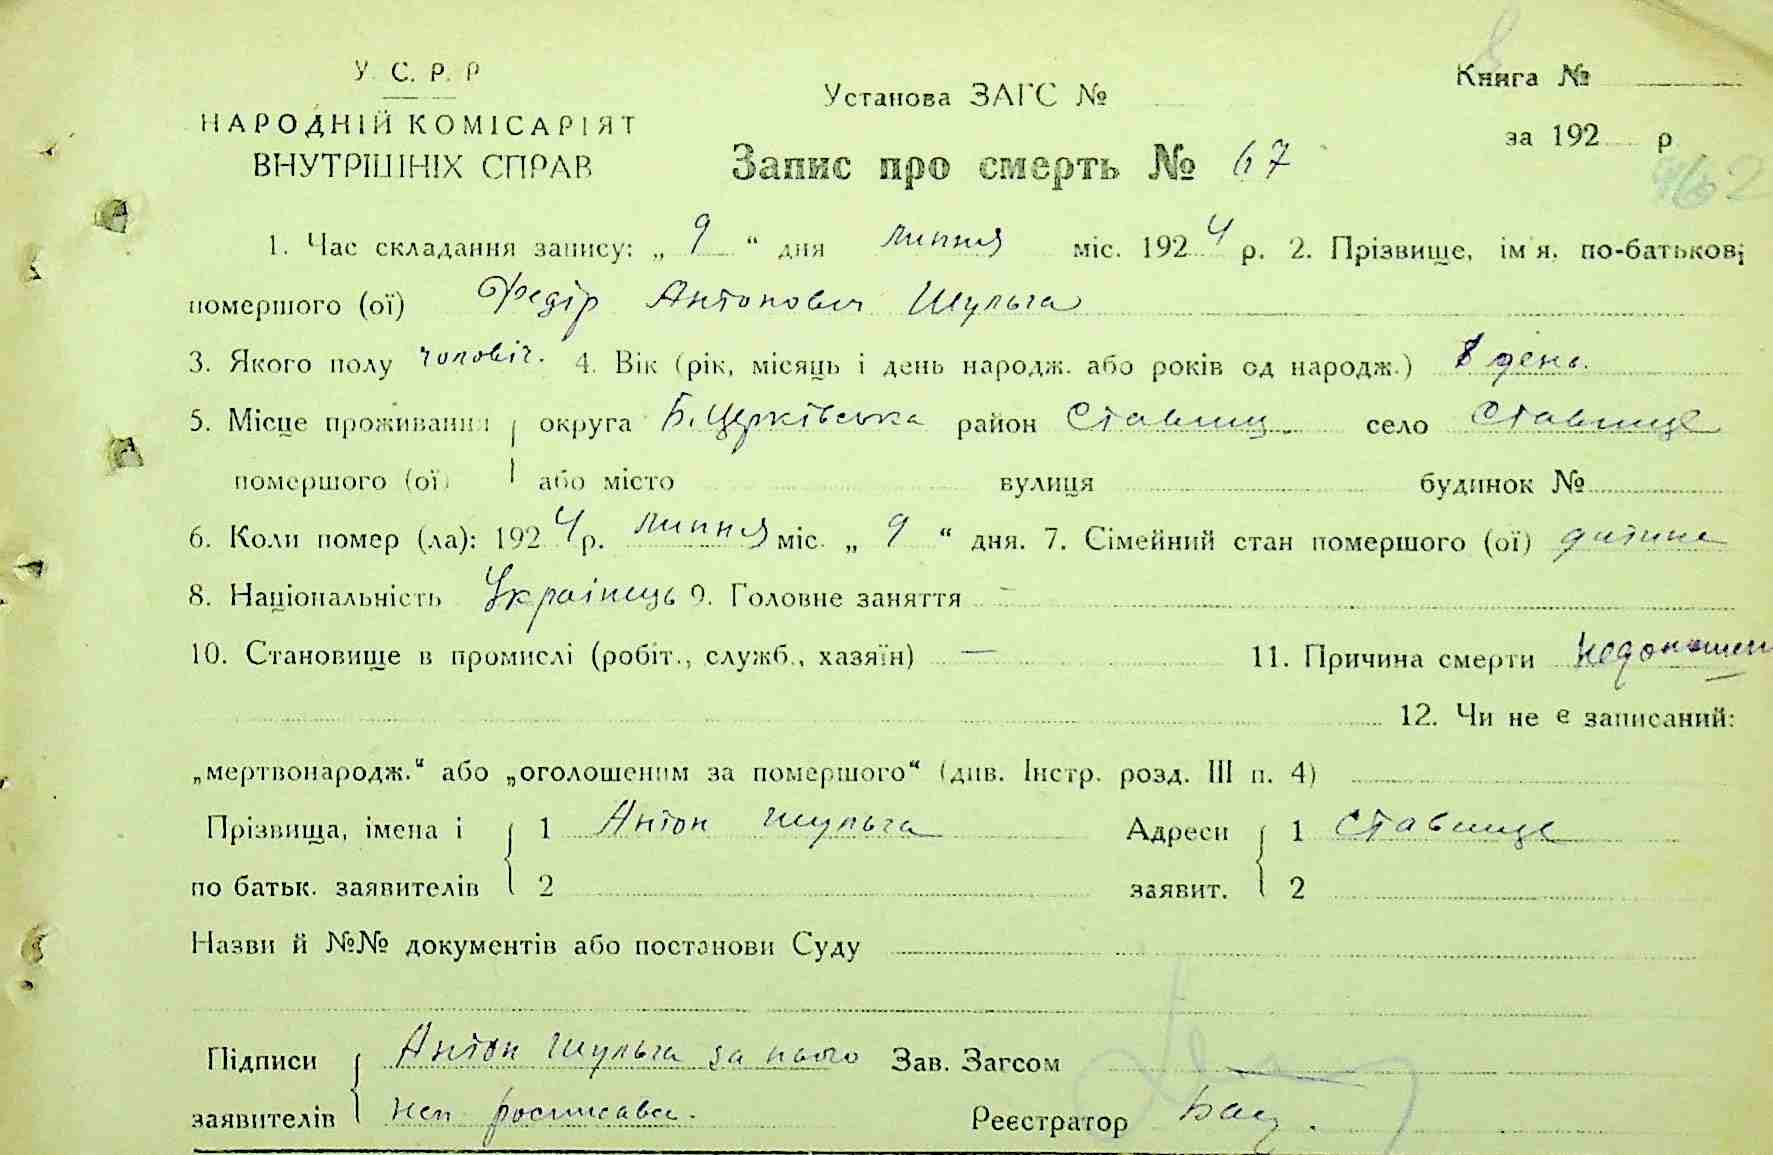 У. С. Р. Р
Книга №
НАРОДНІЙ КОМІСАРІЯТ
ВНУТРІШНІХ СПРАВ
Установа ЗАГС №
за 192 р
Запис про смерть № 67
1. Час складання запису: „ 9 “ дня липня міс. 1924 р. 2. Прізвище, ім'я, по-батькові
помершого (ої) Федір Антонович Шульга
3. Якого полу чоловіч. 4. Вік (рік, місяць і день народж. або років од народж.) день.
5. Місце проживання округа Б. Церківська район Ставищ. село Ставище
помершого (ої) або місто вулиця будинок №
6. Коли помер (ла): 1924 р. липня міс. „ 9 “ дня. 7. Сімейний стан помершого (ої) дитина
8. Національність Українець 9. Головне заняття —
10. Становище в промислі (робіт., служб., хазяїн) — 11. Причина смерти недоношен
12. Чи не є записаний:
„мертвонародж.“ або „оголошеним за помершого“ (див. Інстр. розд. III п. 4)
Прізвища, імена і 1 Антон Шульга Адреси 1 Ставище
по батьк. заявителів 2 заявит. 2
Назви й №№ документів або постанови Суду
Підписи Антон Шульга за нього Зав. Загсом
заявителів росписався. Реєстратор